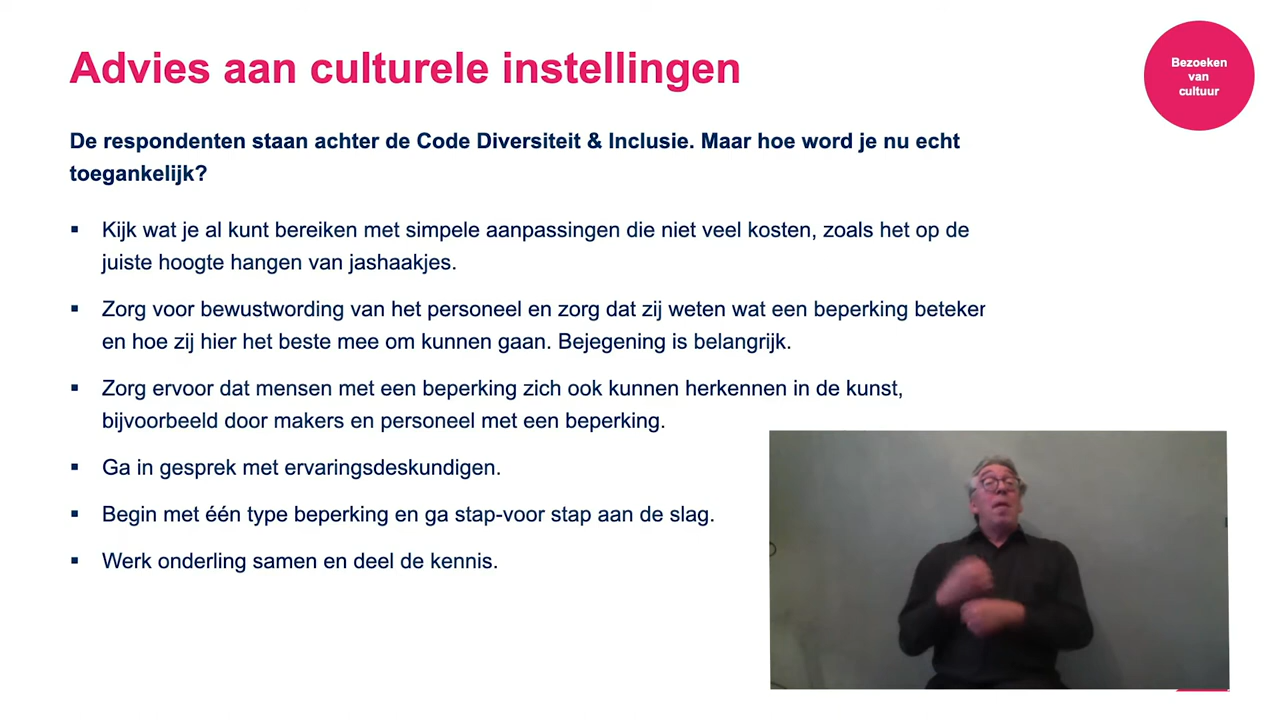 Advies aan culturele instellingen
Bezoeken
van
cultuur
De respondenten staan achter de Code Diversiteit & Inclusie. Maar hoe word je nu echt
toegankelijk?
▪ Kijk wat je al kunt bereiken met simpele aanpassingen die niet veel kosten, zoals het op de
juiste hoogte hangen van jashaakjes.
▪ Zorg voor bewustwording van het personeel en zorg dat zij weten wat een beperking beteker
en hoe zij hier het beste mee om kunnen gaan. Bejegening is belangrijk.
▪ Zorg ervoor dat mensen met een beperking zich ook kunnen herkennen in de kunst,
bijvoorbeeld door makers en personeel met een beperking.
▪ Ga in gesprek met ervaringsdeskundigen.
▪ Begin met één type beperking en ga stap-voor stap aan de slag.
▪ Werk onderling samen en deel de kennis.